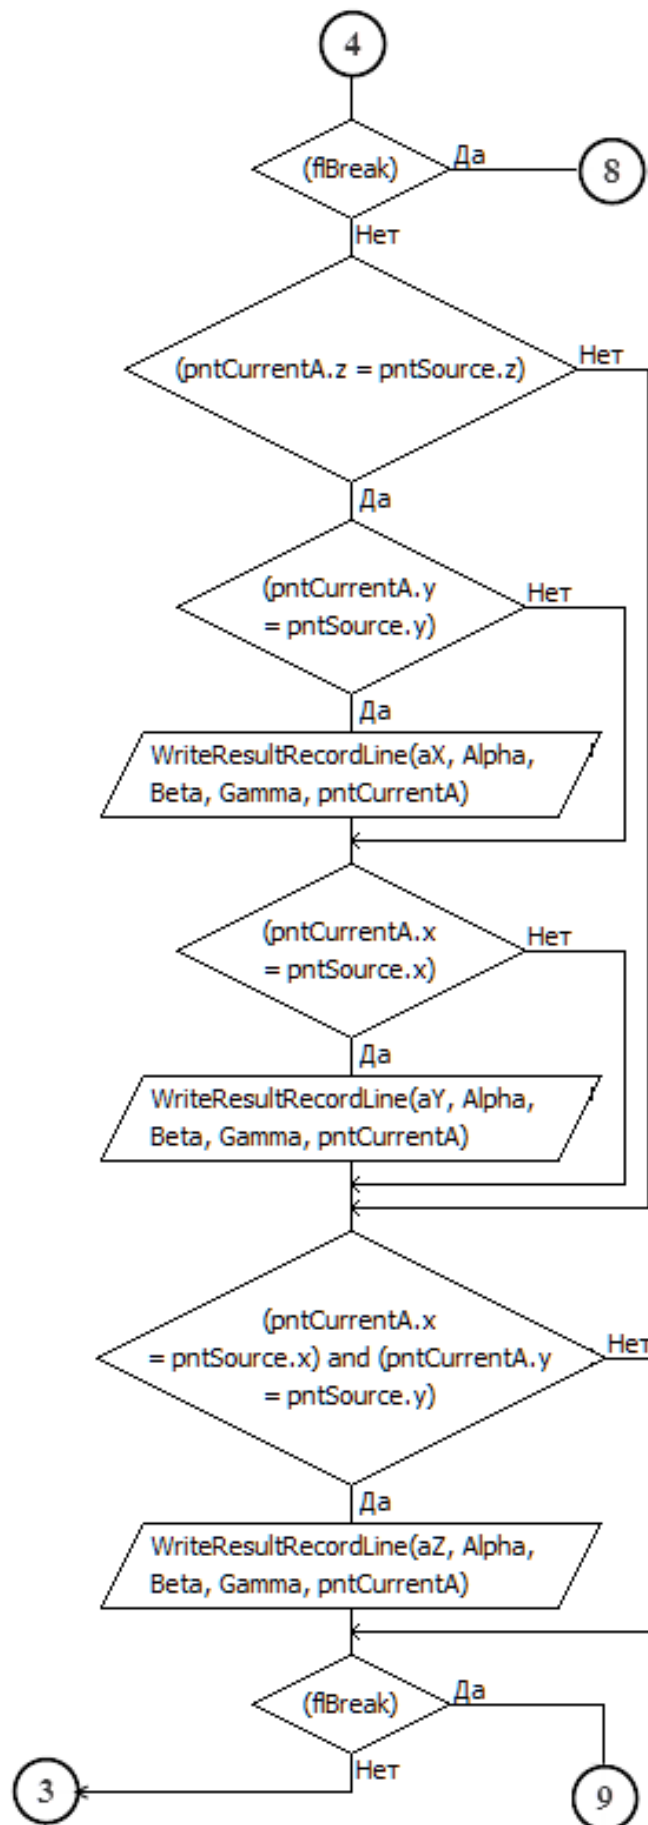 4
(flBreak)
Да
8
Нет
(pntCurrentA.z = pntSource.z)
Нет
Да
(pntCurrentA.y
= pntSource.y)
Нет
Да
WriteResultRecordLine(aX, Alpha,
Beta, Gamma, pntCurrentA)
(pntCurrentA.x
= pntSource.x)
Нет
Да
WriteResultRecordLine(aY, Alpha,
Beta, Gamma, pntCurrentA)
(pntCurrentA.x
= pntSource.x) and (pntCurrentA.y
= pntSource.y)
Нет
Да
WriteResultRecordLine(aZ, Alpha,
Beta, Gamma, pntCurrentA)
(flBreak)
Да
Нет
3
9